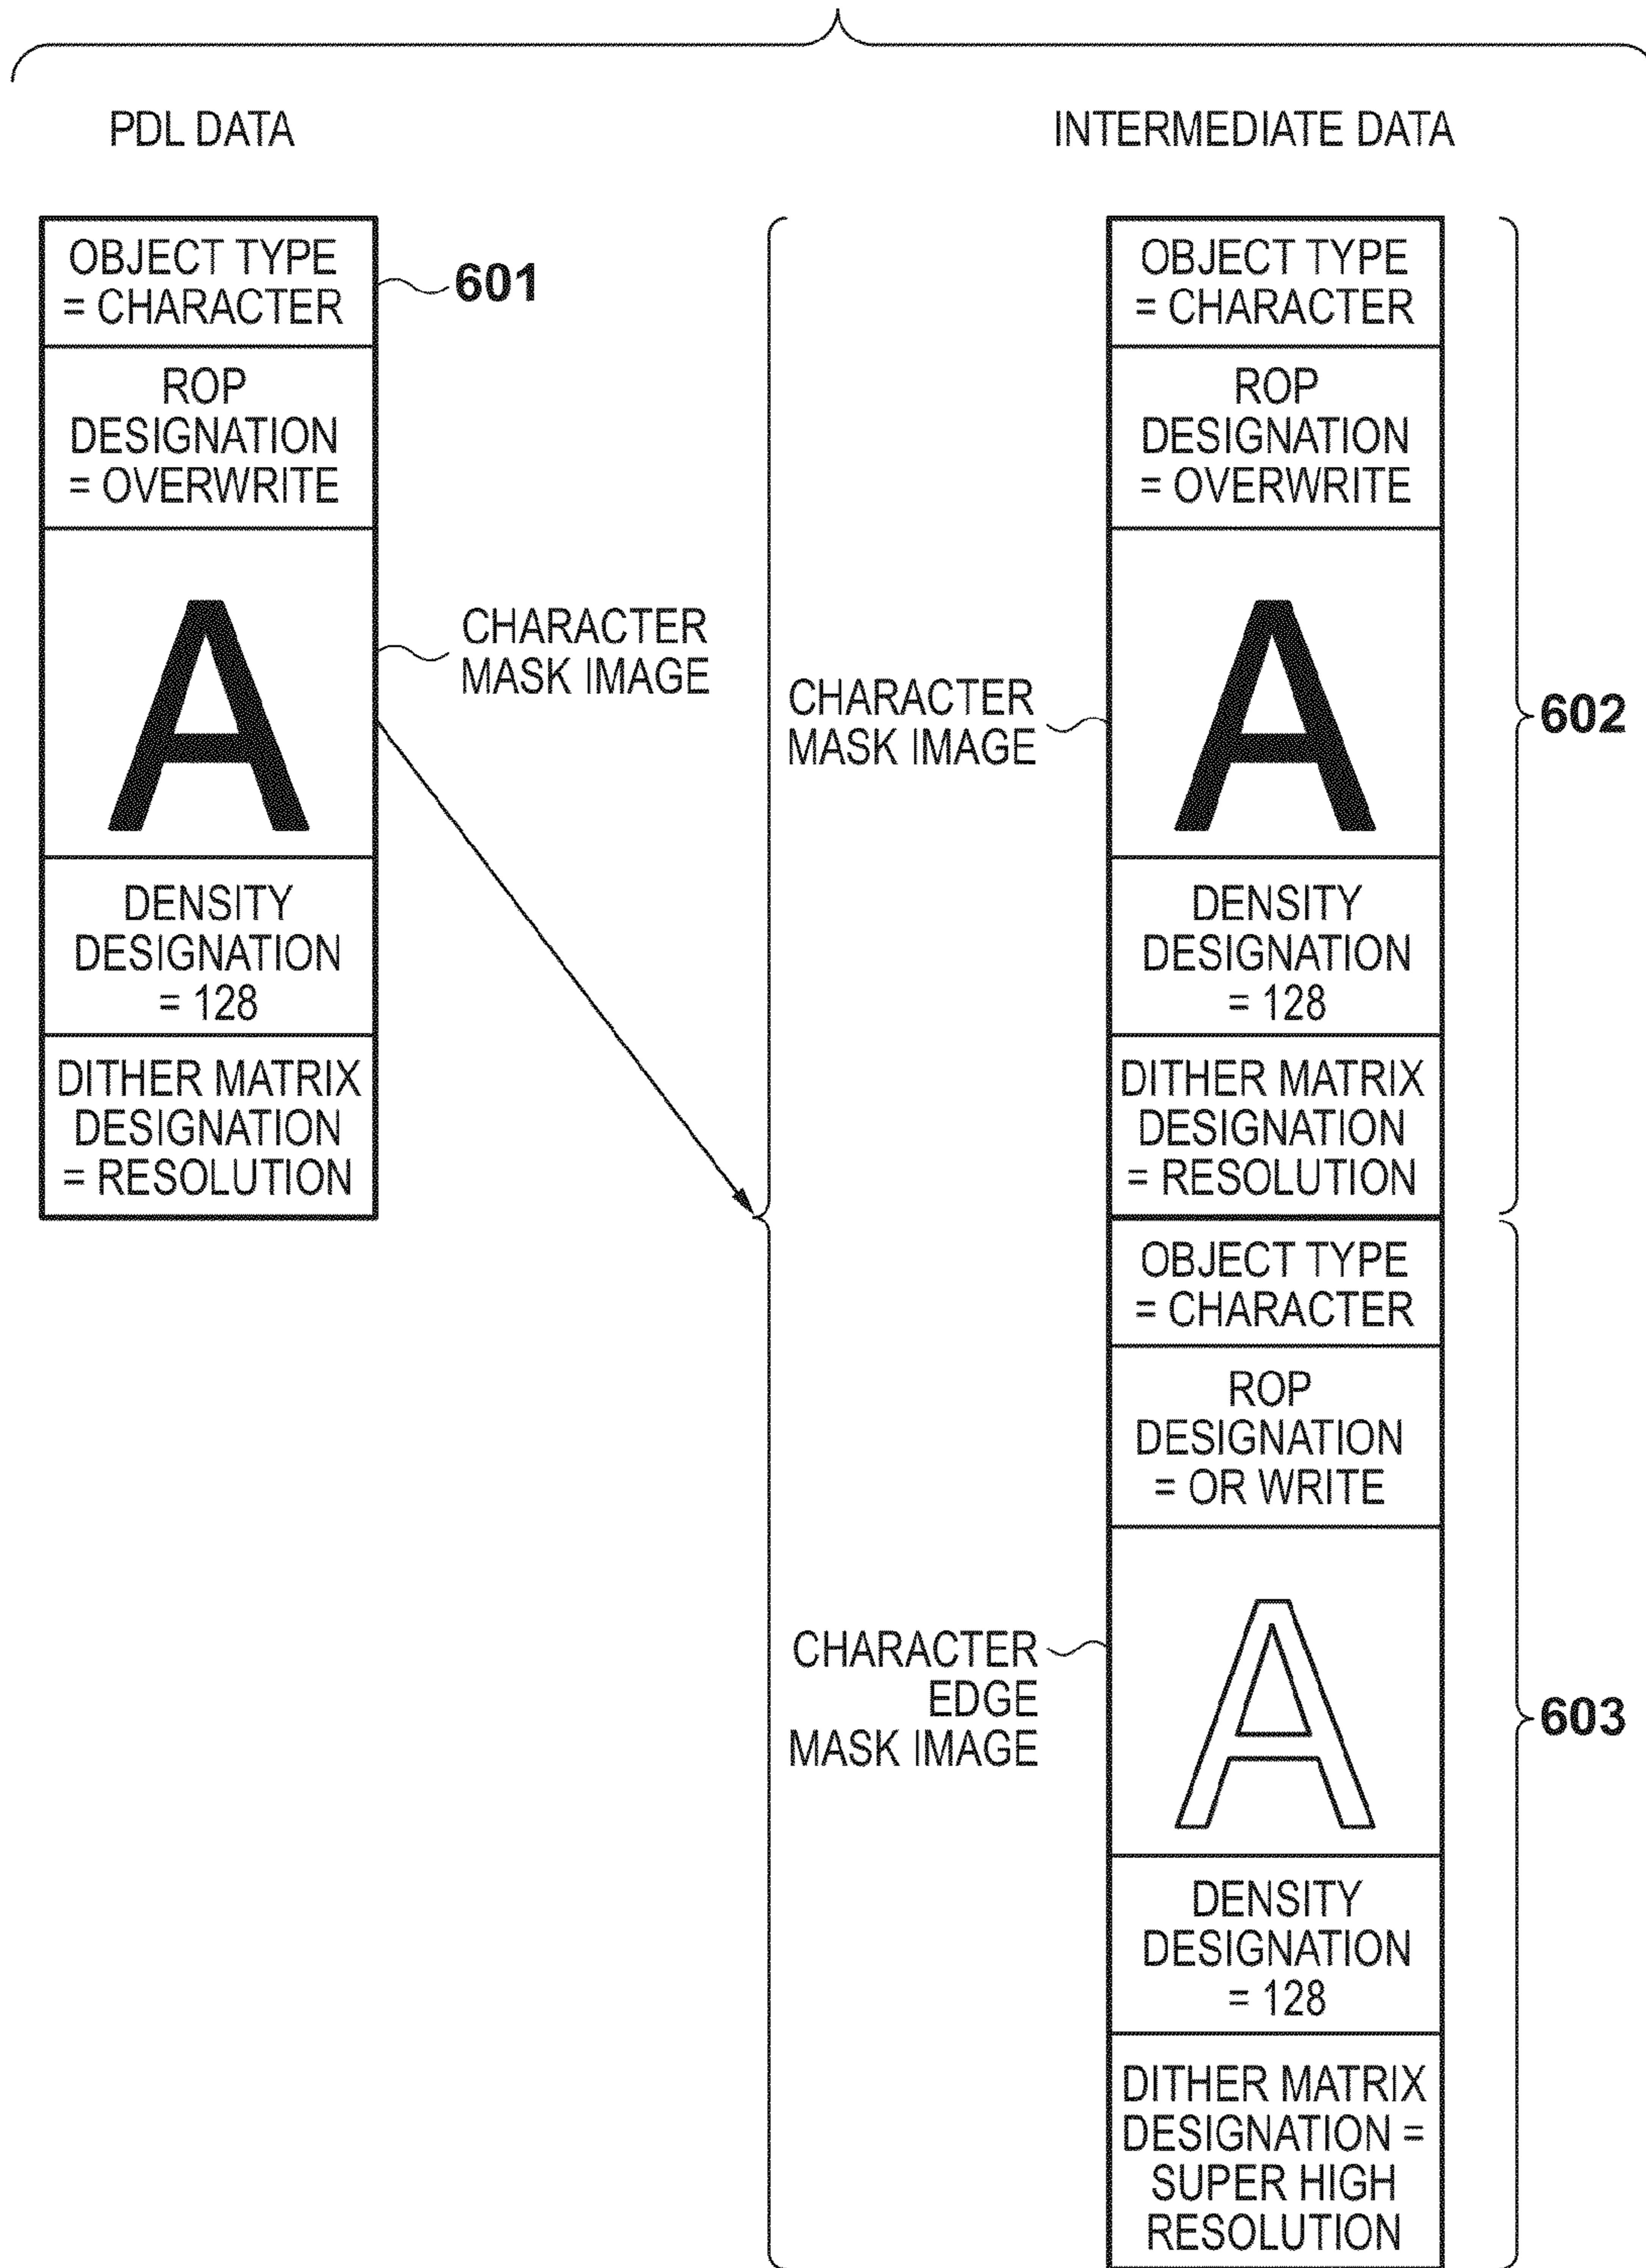 PDL DATA
INTERMEDIATE DATA
OBJECT TYPE
= CHARACTER
601
ROP
DESIGNATION
= OVERWRITE
A
CHARACTER
MASK IMAGE
DENSITY
DESIGNATION
= 128
DITHER MATRIX
DESIGNATION
= RESOLUTION
OBJECT TYPE
= CHARACTER
ROP
DESIGNATION
= OVERWRITE
CHARACTER
MASK IMAGE
A
602
DENSITY
DESIGNATION
= 128
DITHER MATRIX
DESIGNATION
= RESOLUTION
OBJECT TYPE
= CHARACTER
ROP
DESIGNATION
= OR WRITE
CHARACTER
EDGE
MASK IMAGE
A
603
DENSITY
DESIGNATION
= 128
DITHER MATRIX
DESIGNATION =
SUPER HIGH
RESOLUTION